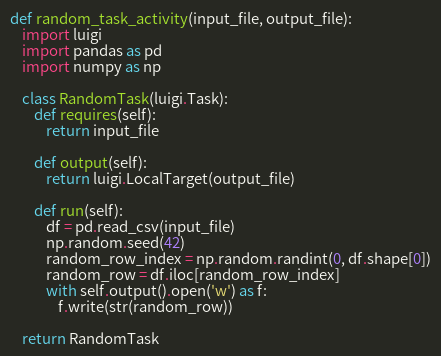 def random_task_activity(input_file, output_file):
    import luigi
    import pandas as pd
    import numpy as np

    class RandomTask(luigi.Task):
        def requires(self):
            return input_file

        def output(self):
            return luigi.LocalTarget(output_file)

        def run(self):
            df = pd.read_csv(input_file)
            np.random.seed(42)
            random_row_index = np.random.randint(0, df.shape[0])
            random_row = df.iloc[random_row_index]
            with self.output().open('w') as f:
                f.write(str(random_row))

    return RandomTask